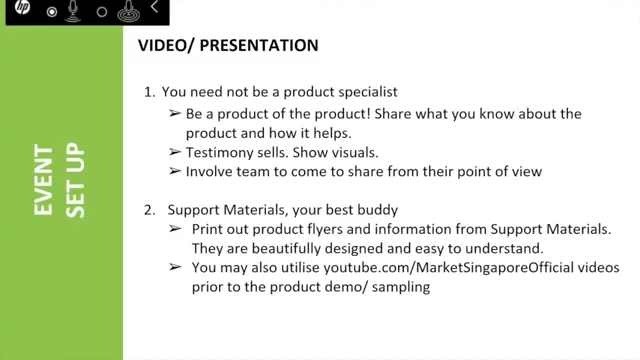 hp
VIDEO/ PRESENTATION
EVENT
SET UP
1. You need not be a product specialist
➢ Be a product of the product! Share what you know about the
product and how it helps.
➢ Testimony sells. Show visuals.
➢ Involve team to come to share from their point of view
2. Support Materials, your best buddy
➢ Print out product flyers and information from Support Materials.
They are beautifully designed and easy to understand.
➢ You may also utilise youtube.com/MarketSingaporeOfficial videos
prior to the product demo/ sampling